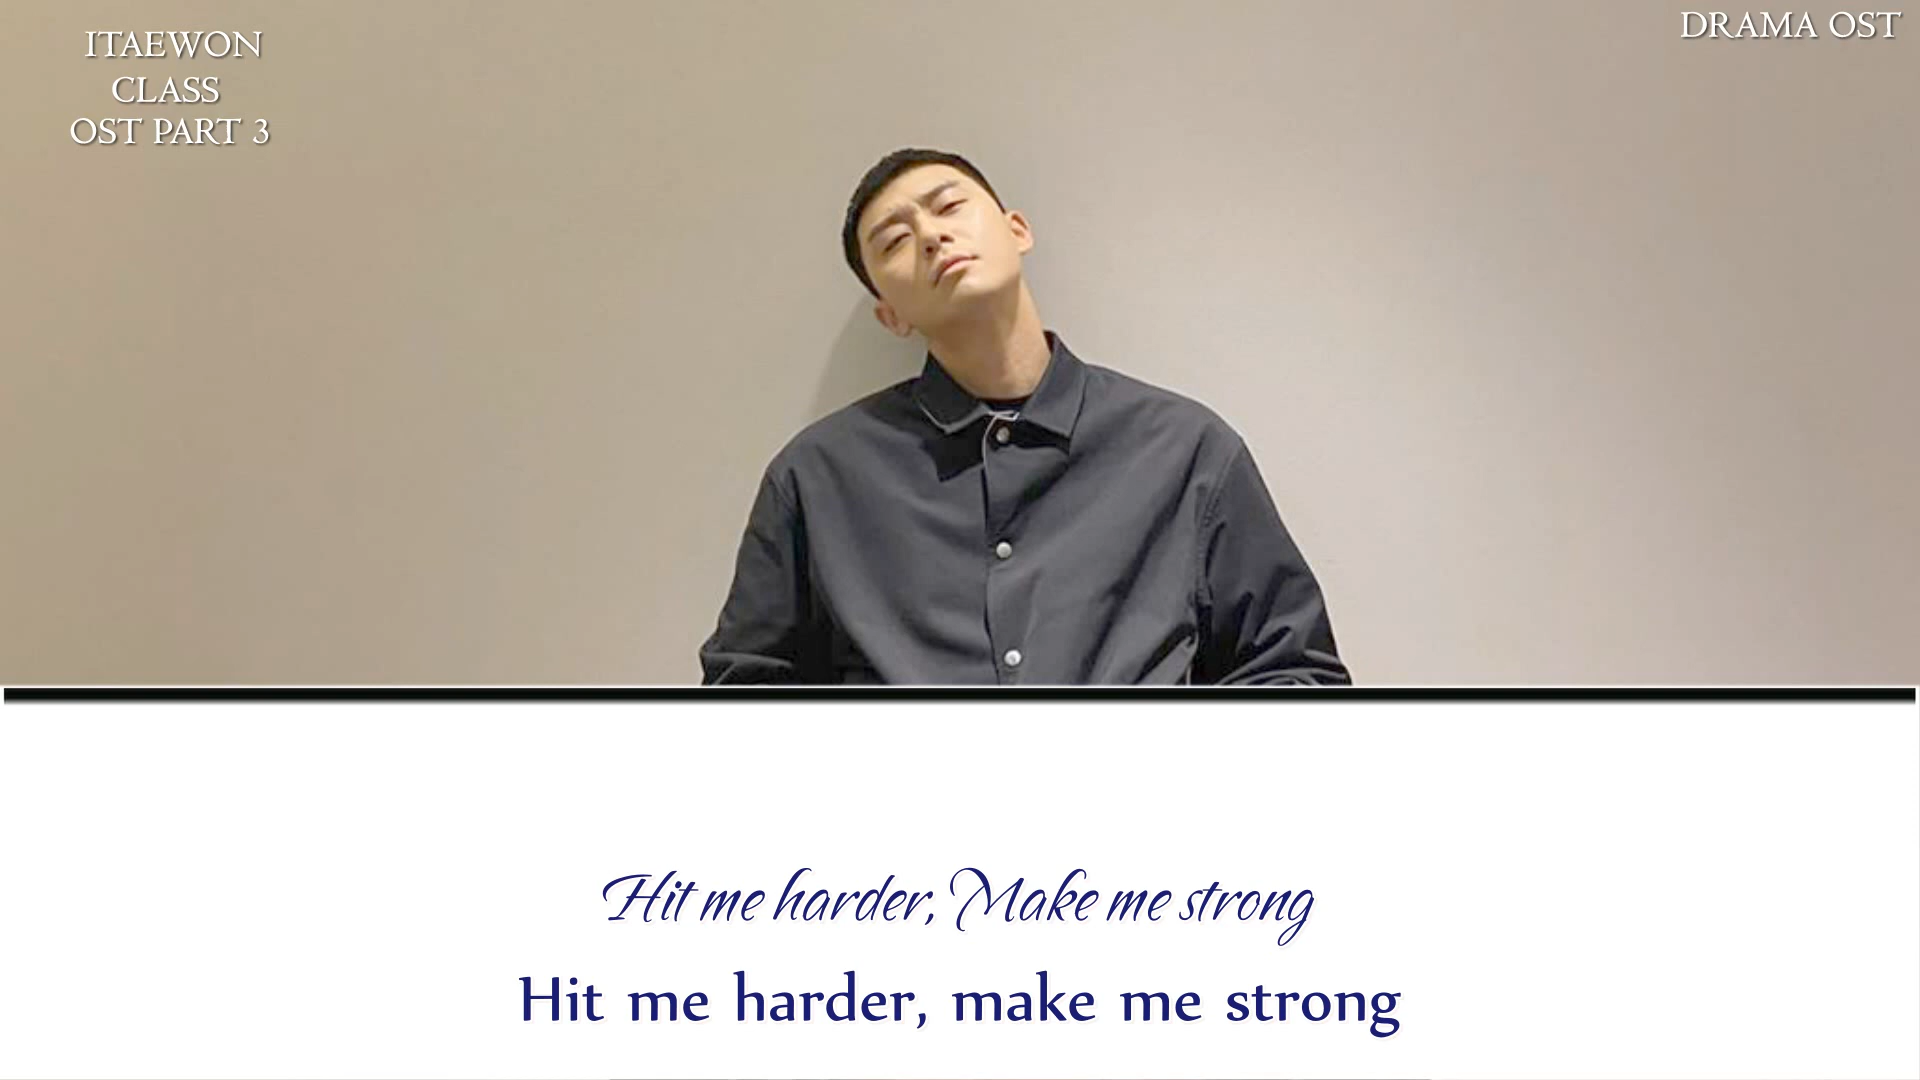 ITAEWON
CLASS
OST PART 3
DRAMA OST
Hit me harder, Make me strong
Hit me harder, make me strong